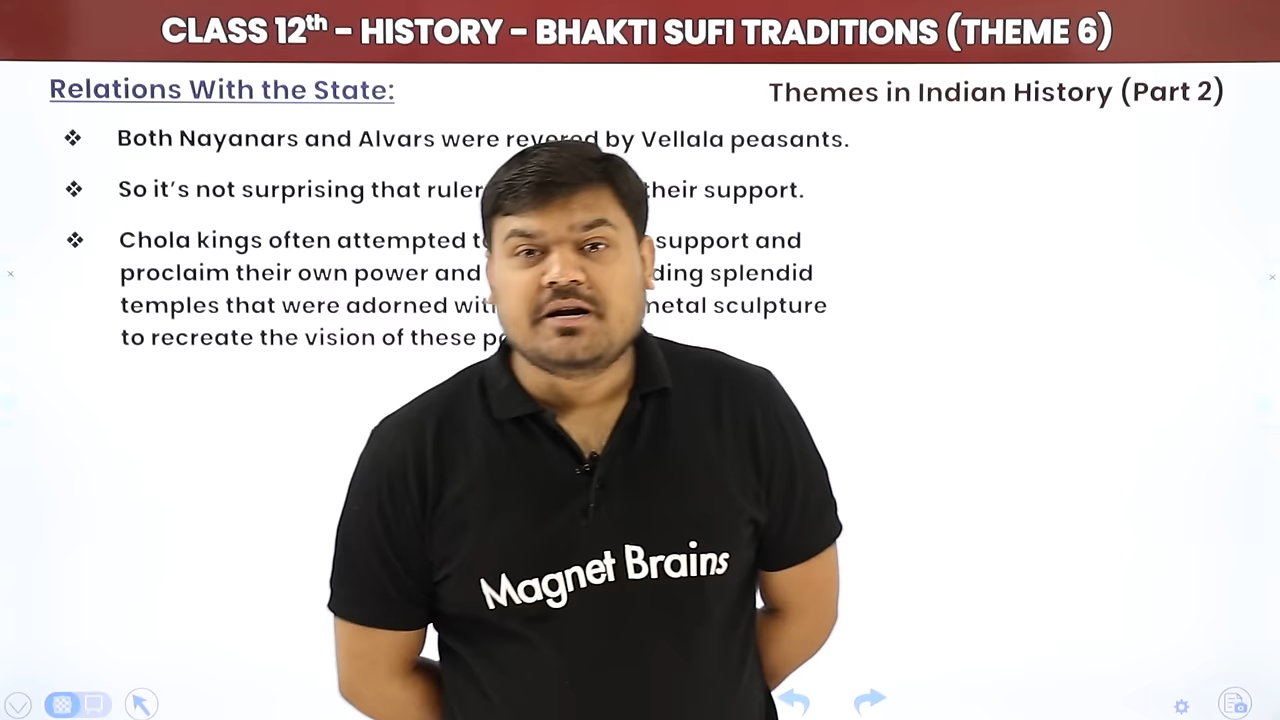 CLASS 12th - HISTORY - BHAKTI SUFI TRADITIONS (THEME 6)
Relations With the State:
Themes in Indian History (Part 2)
❖ Both Nayanars and Alvars were revered by Vellala peasants.
❖ So it's not surprising that their support.
❖ Chola kings often attempted support and
proclaim their own power and splendid
temples that were adorned metal sculpture
to recreate the vision of these
Magnet Brains